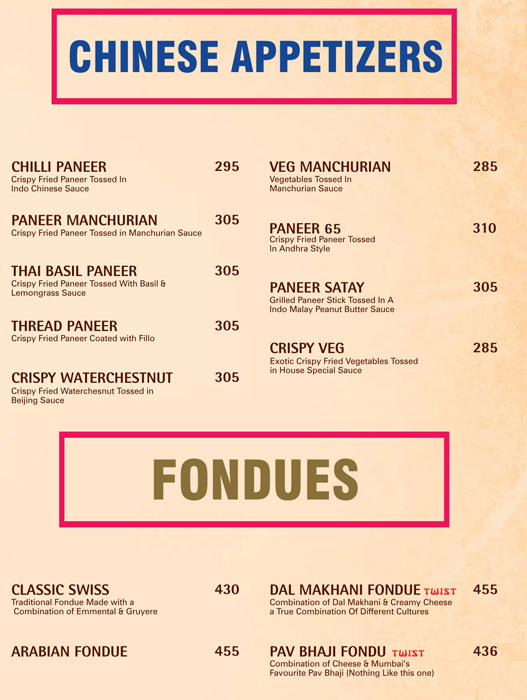 CHINESE APPETIZERS
CHILLI PANEER 295
Crispy Fried Paneer Tossed In
Indo Chinese Sauce
PANEER MANCHURIAN 305
Crispy Fried Paneer Tossed in Manchurian Sauce
THAI BASIL PANEER 305
Crispy Fried Paneer Tossed With Basil &
Lemongrass Sauce
THREAD PANEER 305
Crispy Fried Paneer Coated with Fillo
CRISPY WATERCHESTNUT 305
Crispy Fried Waterchesnut Tossed in
Beijing Sauce
VEG MANCHURIAN 285
Vegetables Tossed In
Manchurian Sauce
PANEER 65 310
Crispy Fried Paneer Tossed
In Andhra Style
PANEER SATAY 305
Grilled Paneer Stick Tossed In A
Indo Malay Peanut Butter Sauce
CRISPY VEG 285
Exotic Crispy Fried Vegetables Tossed
in House Special Sauce
FONDUES
CLASSIC SWISS 430
Traditional Fondue Made with a
Combination of Emmental & Gruyere
ARABIAN FONDUE 455
DAL MAKHANI FONDUE TWIST 455
Combination of Dal Makhani & Creamy Cheese
a True Combination Of Different Cultures
PAV BHAJI FONDU TWIST 436
Combination of Cheese & Mumbai's
Favourite Pav Bhaji (Nothing Like this one)